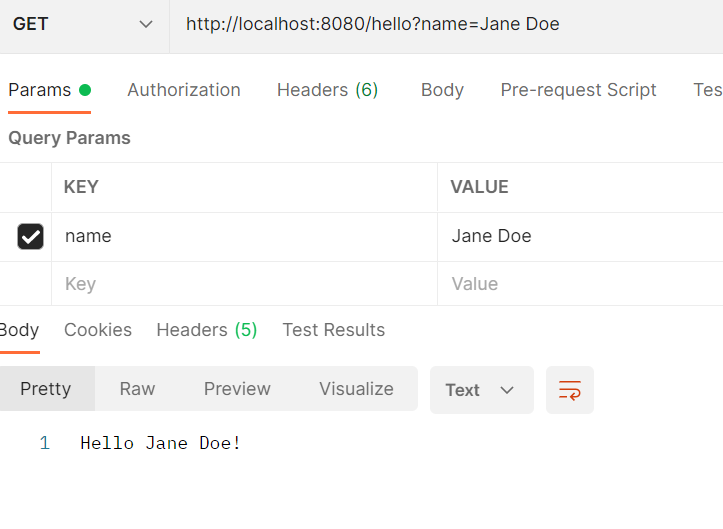 GET http://localhost:8080/hello?name=Jane Doe
Params Authorization Headers (6) Body Pre-request Script Tes
Query Params
KEY VALUE
name Jane Doe
Key Value
Body Cookies Headers (5) Test Results
Pretty Raw Preview Visualize Text
1 Hello Jane Doe!